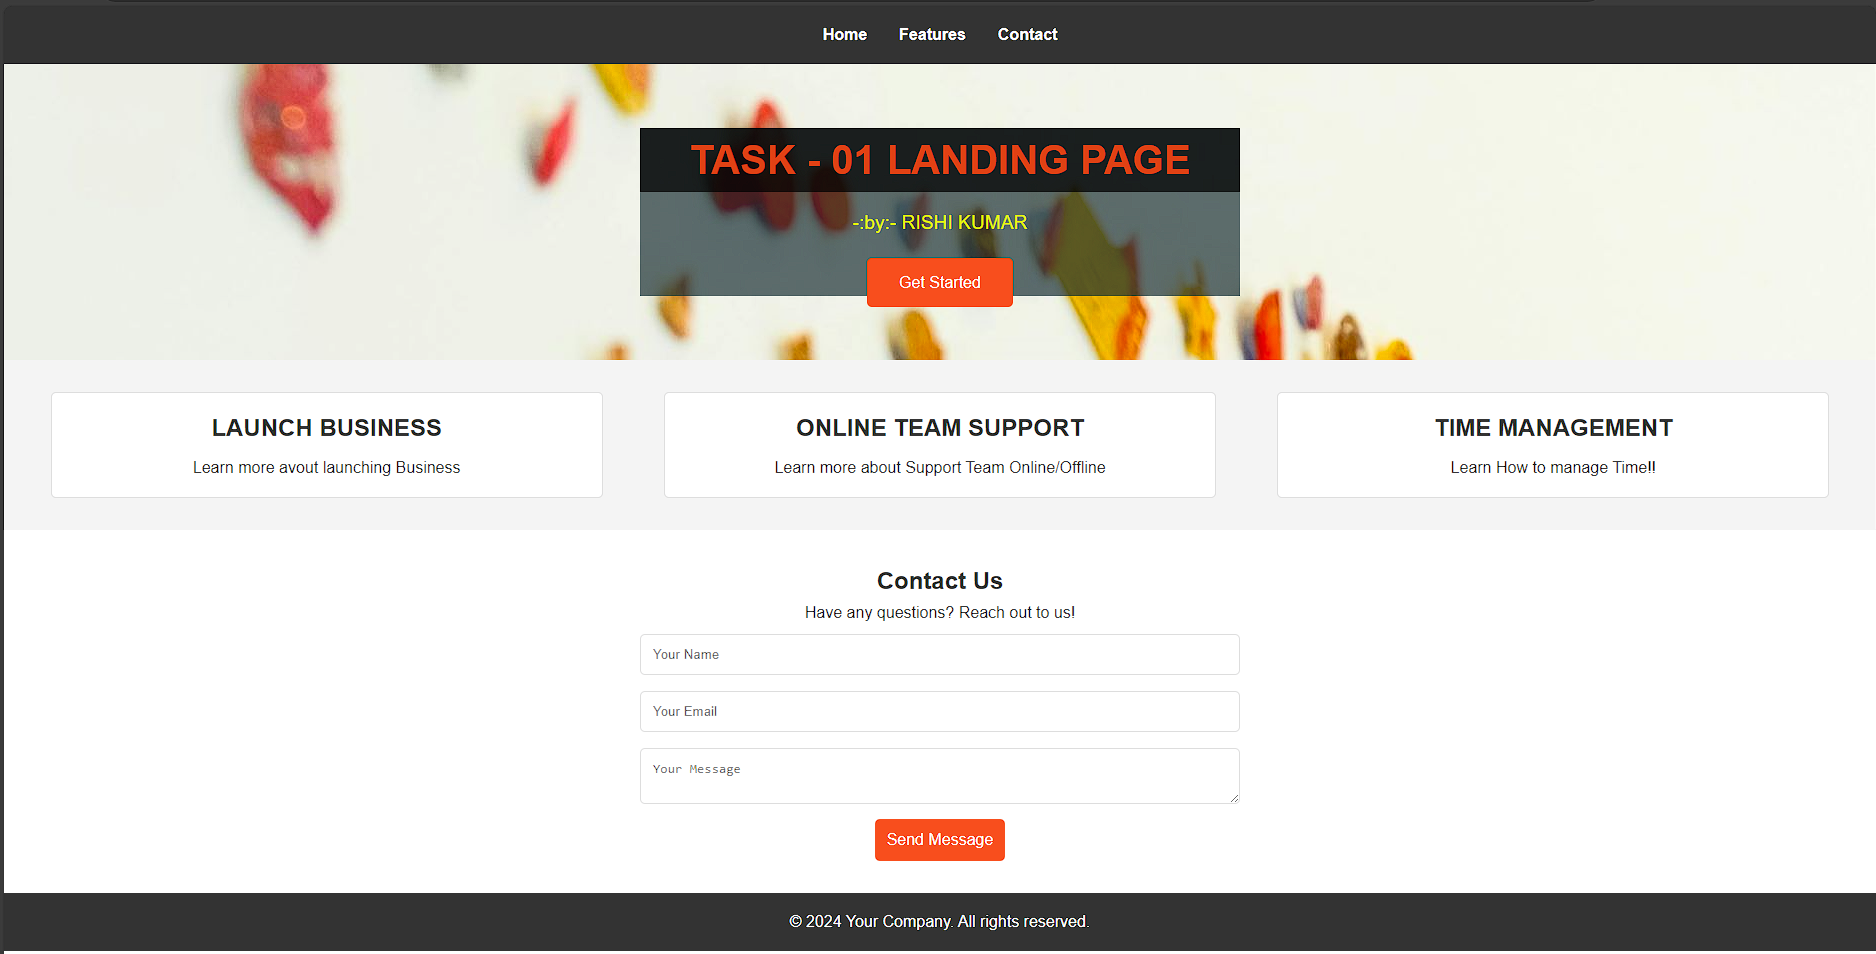 Home Features Contact
TASK - 01 LANDING PAGE
-:by:- RISHI KUMAR
Get Started
LAUNCH BUSINESS
Learn more avout launching Business
ONLINE TEAM SUPPORT
Learn more about Support Team Online/Offline
TIME MANAGEMENT
Learn How to manage Time!!
Contact Us
Have any questions? Reach out to us!
Your Name
Your Email
Your Message
Send Message
© 2024 Your Company. All rights reserved.